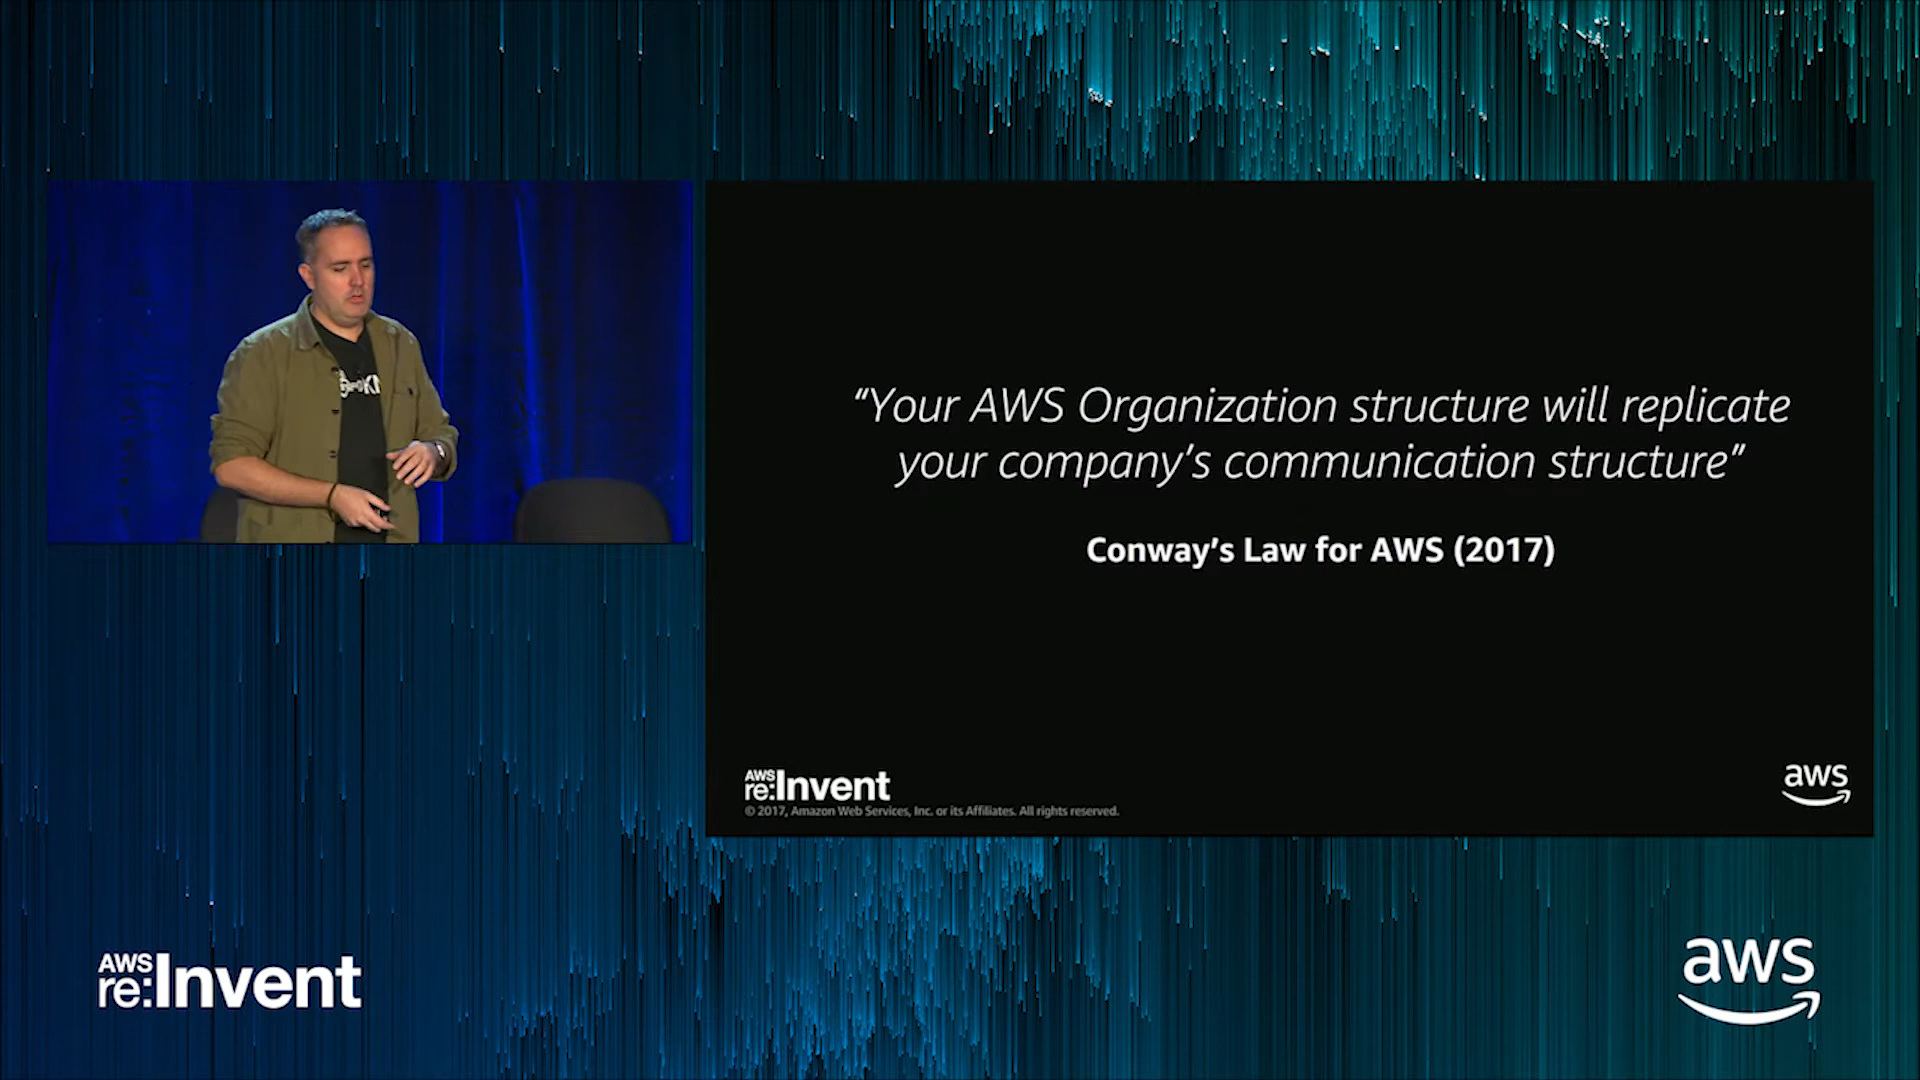 “Your AWS Organization structure will replicate
your company’s communication structure”
Conway’s Law for AWS (2017)
AWS
re:Invent
© 2017, Amazon Web Services, Inc. or its Affiliates. All rights reserved.
aws
AWS
re:Invent
aws